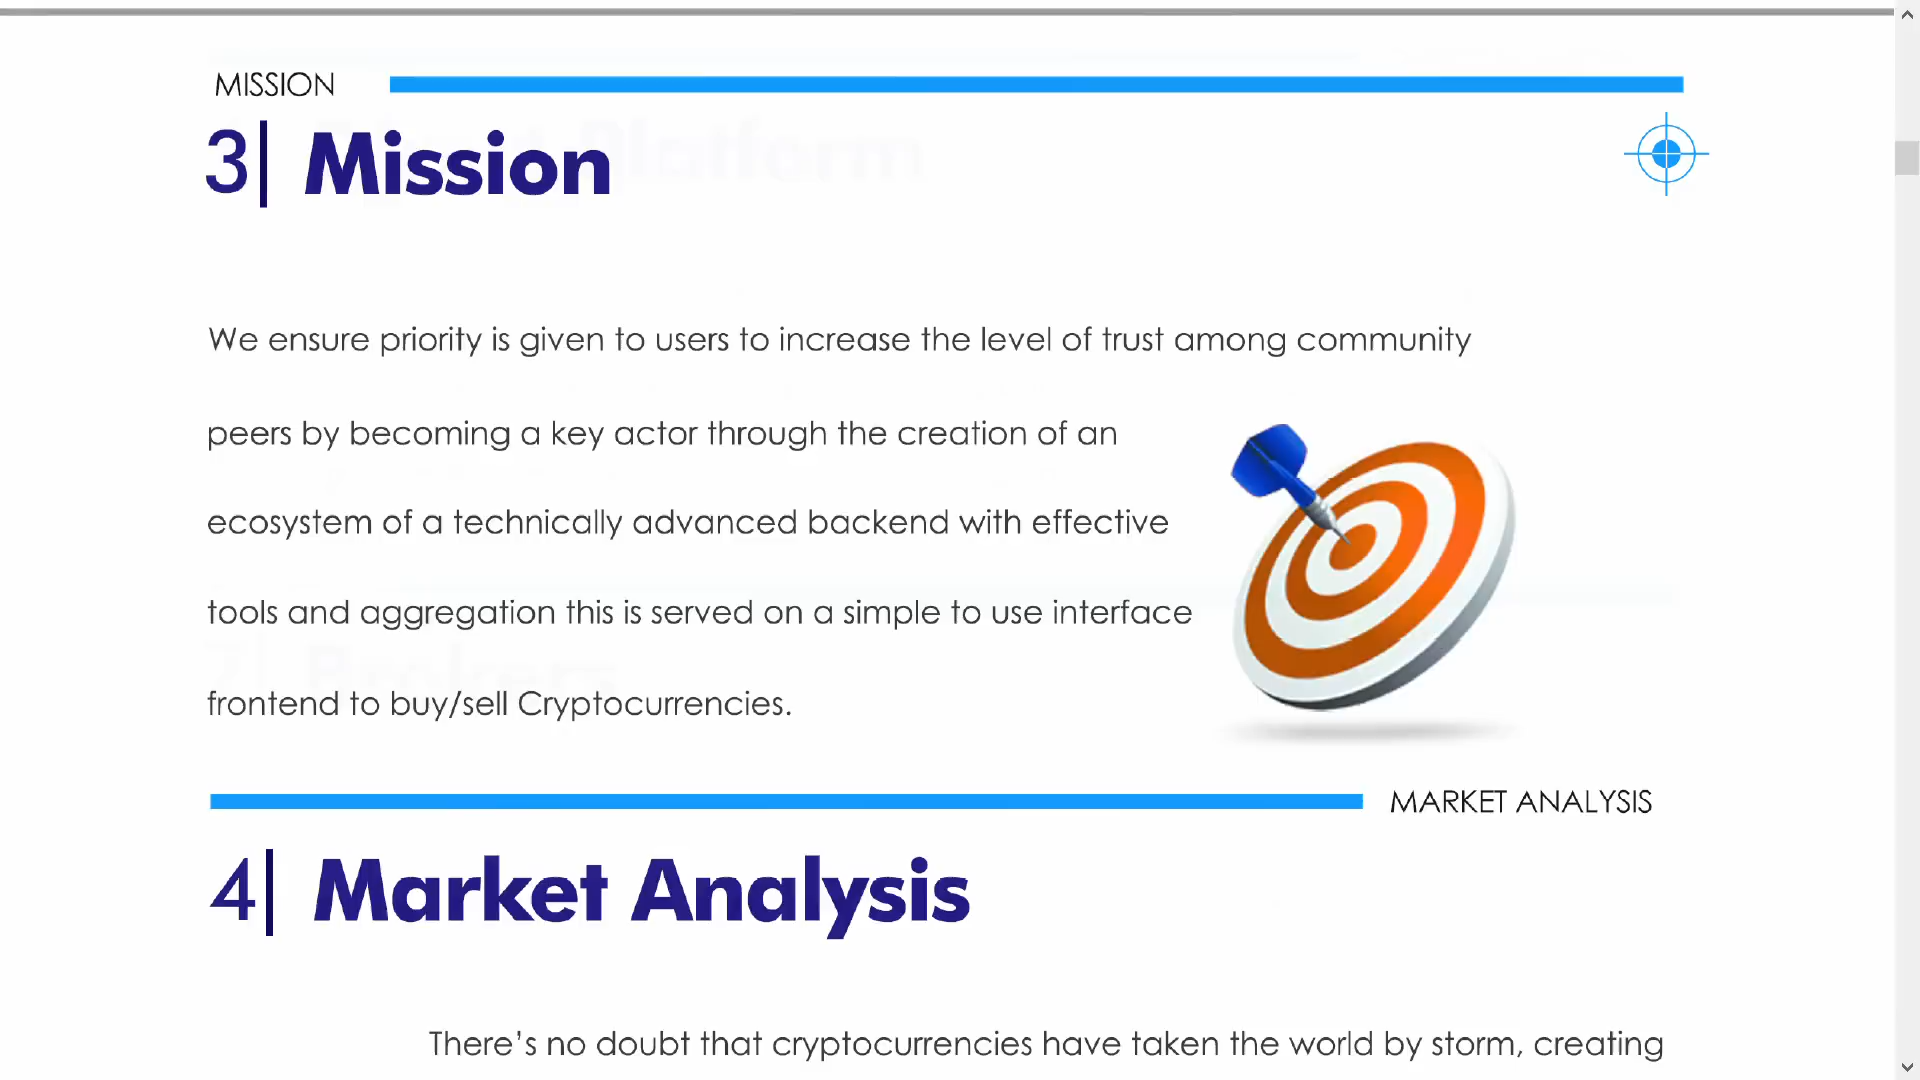 MISSION
3| Mission
We ensure priority is given to users to increase the level of trust among community
peers by becoming a key actor through the creation of an
ecosystem of a technically advanced backend with effective
tools and aggregation this is served on a simple to use interface
frontend to buy/sell Cryptocurrencies.
MARKET ANALYSIS
4| Market Analysis
There’s no doubt that cryptocurrencies have taken the world by storm, creating